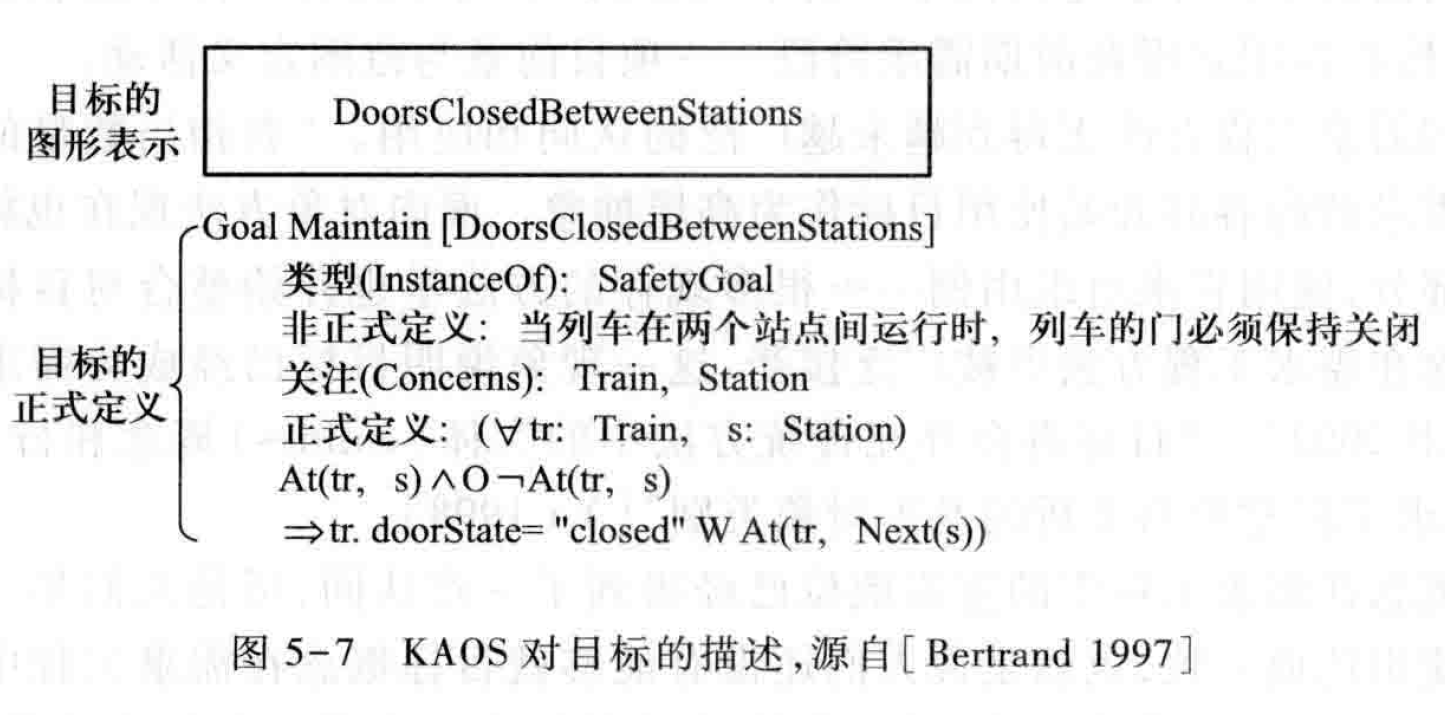 目标的
图形表示
DoorsClosedBetweenStations
目标的
正式定义
Goal Maintain [DoorsClosedBetweenStations]
类型(InstanceOf): SafetyGoal
非正式定义: 当列车在两个站点间运行时, 列车的门必须保持关闭
关注(Concerns): Train, Station
正式定义: (∀tr: Train, s: Station)
At(tr, s)∧O¬At(tr, s)
⇒tr. doorState= "closed" W At(tr, Next(s))
图 5-7 KAOS 对目标的描述,源自[Bertrand 1997]